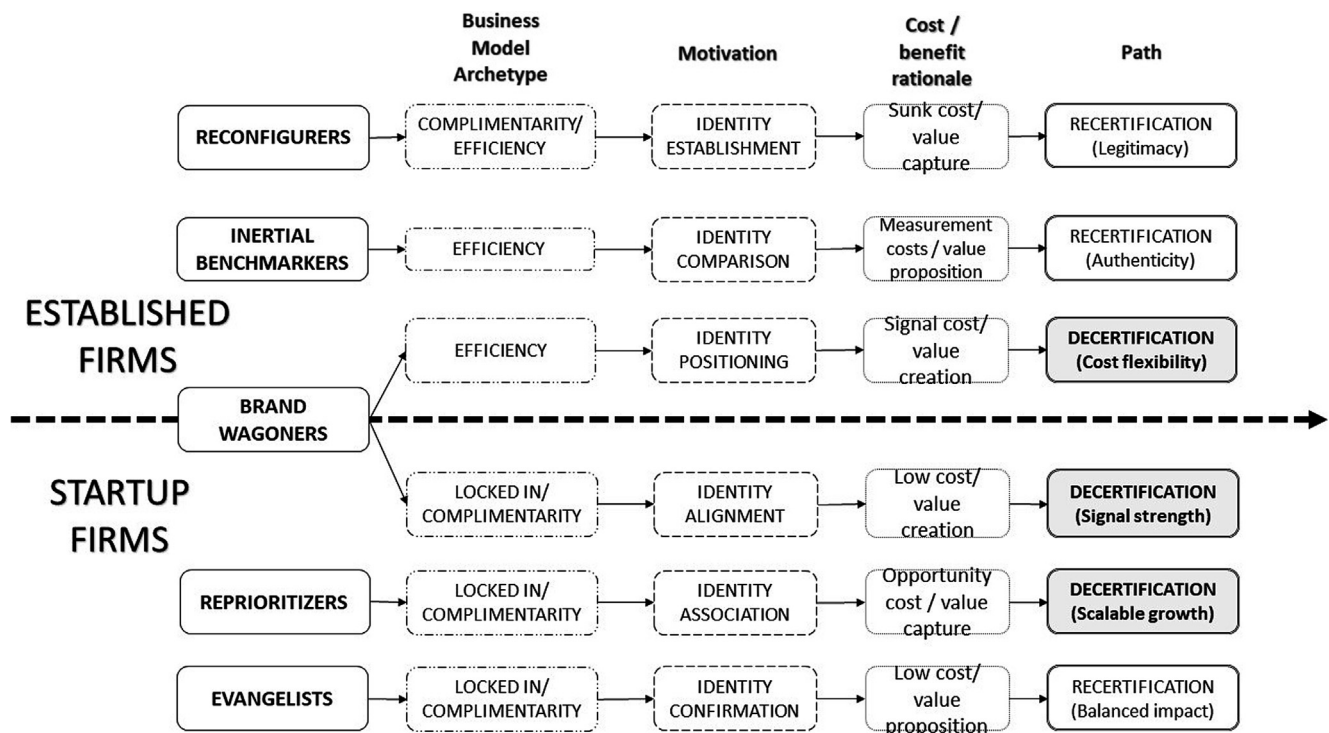 Business
Model
Archetype
Motivation
Cost /
benefit
rationale
Path
RECONFIGURERS
COMPLIMENTARITY/
EFFICIENCY
IDENTITY
ESTABLISHMENT
Sunk cost/
value
capture
RECERTIFICATION
(Legitimacy)
INERTIAL
BENCHMARKERS
EFFICIENCY
IDENTITY
COMPARISON
Measurement
costs / value
proposition
RECERTIFICATION
(Authenticity)
ESTABLISHED
FIRMS
EFFICIENCY
IDENTITY
POSITIONING
Signal cost/
value
creation
DECERTIFICATION
(Cost flexibility)
BRAND
WAGONERS
STARTUP
FIRMS
LOCKED IN/
COMPLIMENTARITY
IDENTITY
ALIGNMENT
Low cost/
value
creation
DECERTIFICATION
(Signal strength)
REPRIORITIZERS
LOCKED IN/
COMPLIMENTARITY
IDENTITY
ASSOCIATION
Opportunity
cost / value
capture
DECERTIFICATION
(Scalable growth)
EVANGELISTS
LOCKED IN/
COMPLIMENTARITY
IDENTITY
CONFIRMATION
Low cost/
value
proposition
RECERTIFICATION
(Balanced impact)